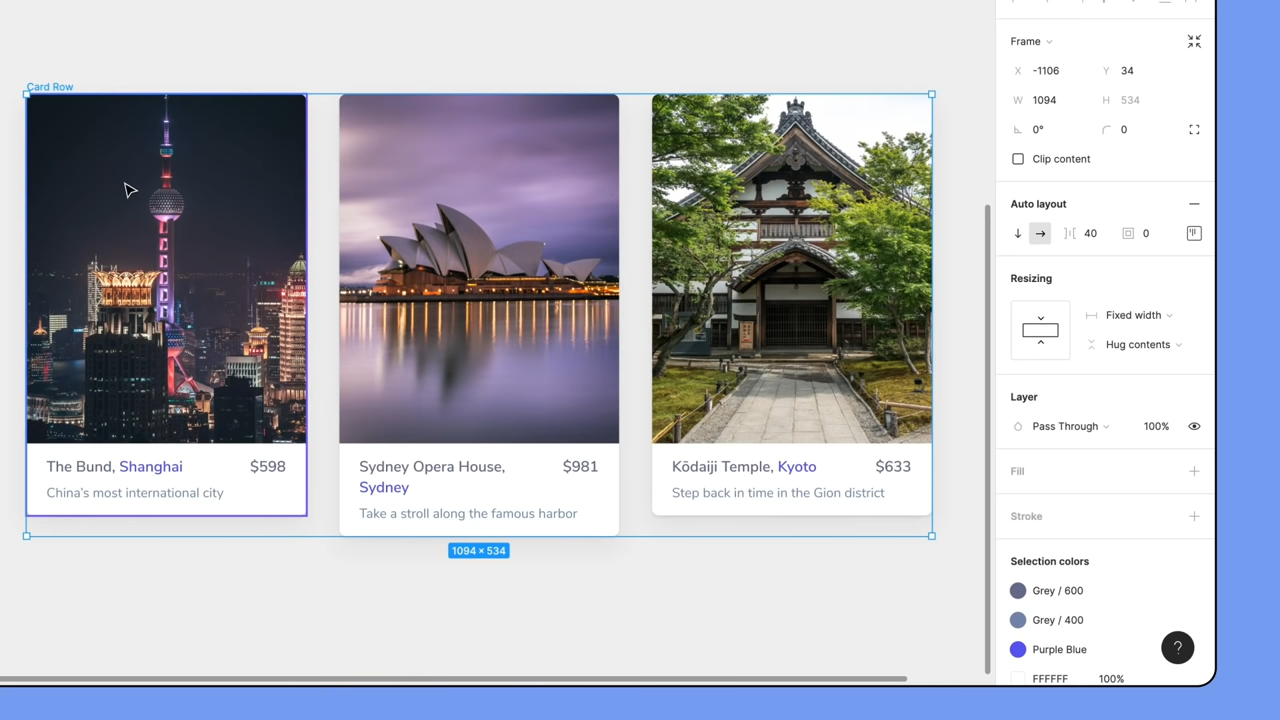 Card Row
The Bund, Shanghai
$598
China's most international city
Sydney Opera House,
Sydney
$981
Take a stroll along the famous harbor
Kōdaiji Temple, Kyoto
$633
Step back in time in the Gion district
1094 × 534
Frame
X -1106
Y 34
W 1094
H 534
0°
0
Clip content
Auto layout
40
0
Resizing
Fixed width
Hug contents
Layer
Pass Through
100%
Fill
Stroke
Selection colors
Grey / 600
Grey / 400
Purple Blue
FFFFFF 100%
?